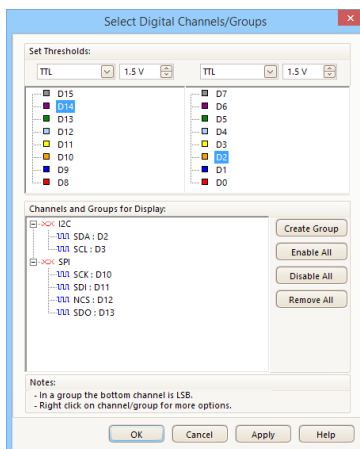 Select Digital Channels/Groups
Set Thresholds:
TTL 1.5 V TTL 1.5 V
D15 D7
D14 D6
D13 D5
D12 D4
D11 D3
D10 D2
D9 D1
D8 D0
Channels and Groups for Display:
I2C
SDA : D2
SCL : D3
SPI
SCK : D10
SDI : D11
NCS : D12
SDO : D13
Create Group
Enable All
Disable All
Remove All
Notes:
- In a group the bottom channel is LSB.
- Right click on channel/group for more options.
OK Cancel Apply Help